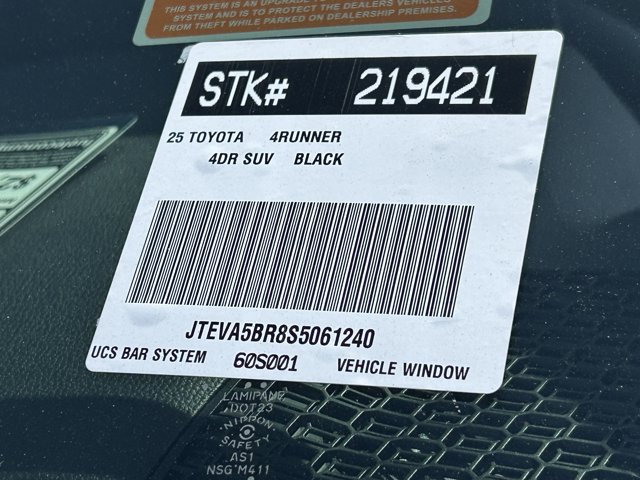 THIS SYSTEM IS AN UPGRADE
SYSTEM AND IS TO PROTECT THE DEALERS VEHICLES
FROM THEFT WHILE PARKED ON DEALERSHIP PREMISES.
STK# 219421
25 TOYOTA 4RUNNER
4DR SUV BLACK
JTEVA5BR8S5061240
UCS BAR SYSTEM 60S001 VEHICLE WINDOW
LAMIPANE
DOT23
NIPPON
SAFETY
AS1
NSG M411